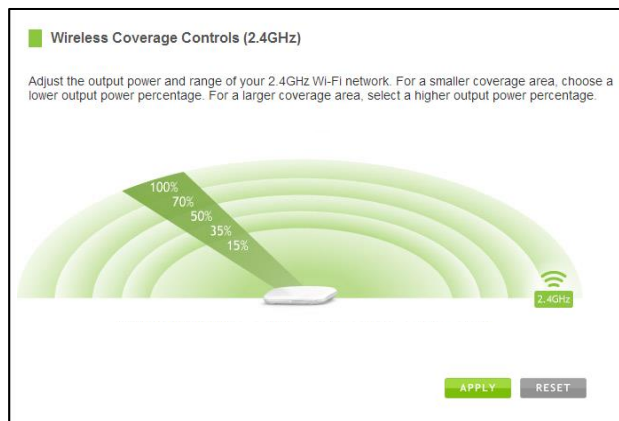 Wireless Coverage Controls (2.4GHz)
Adjust the output power and range of your 2.4GHz Wi-Fi network. For a smaller coverage area, choose a
lower output power percentage. For a larger coverage area, select a higher output power percentage.
100%
70%
50%
35%
15%
2.4GHz
APPLY
RESET